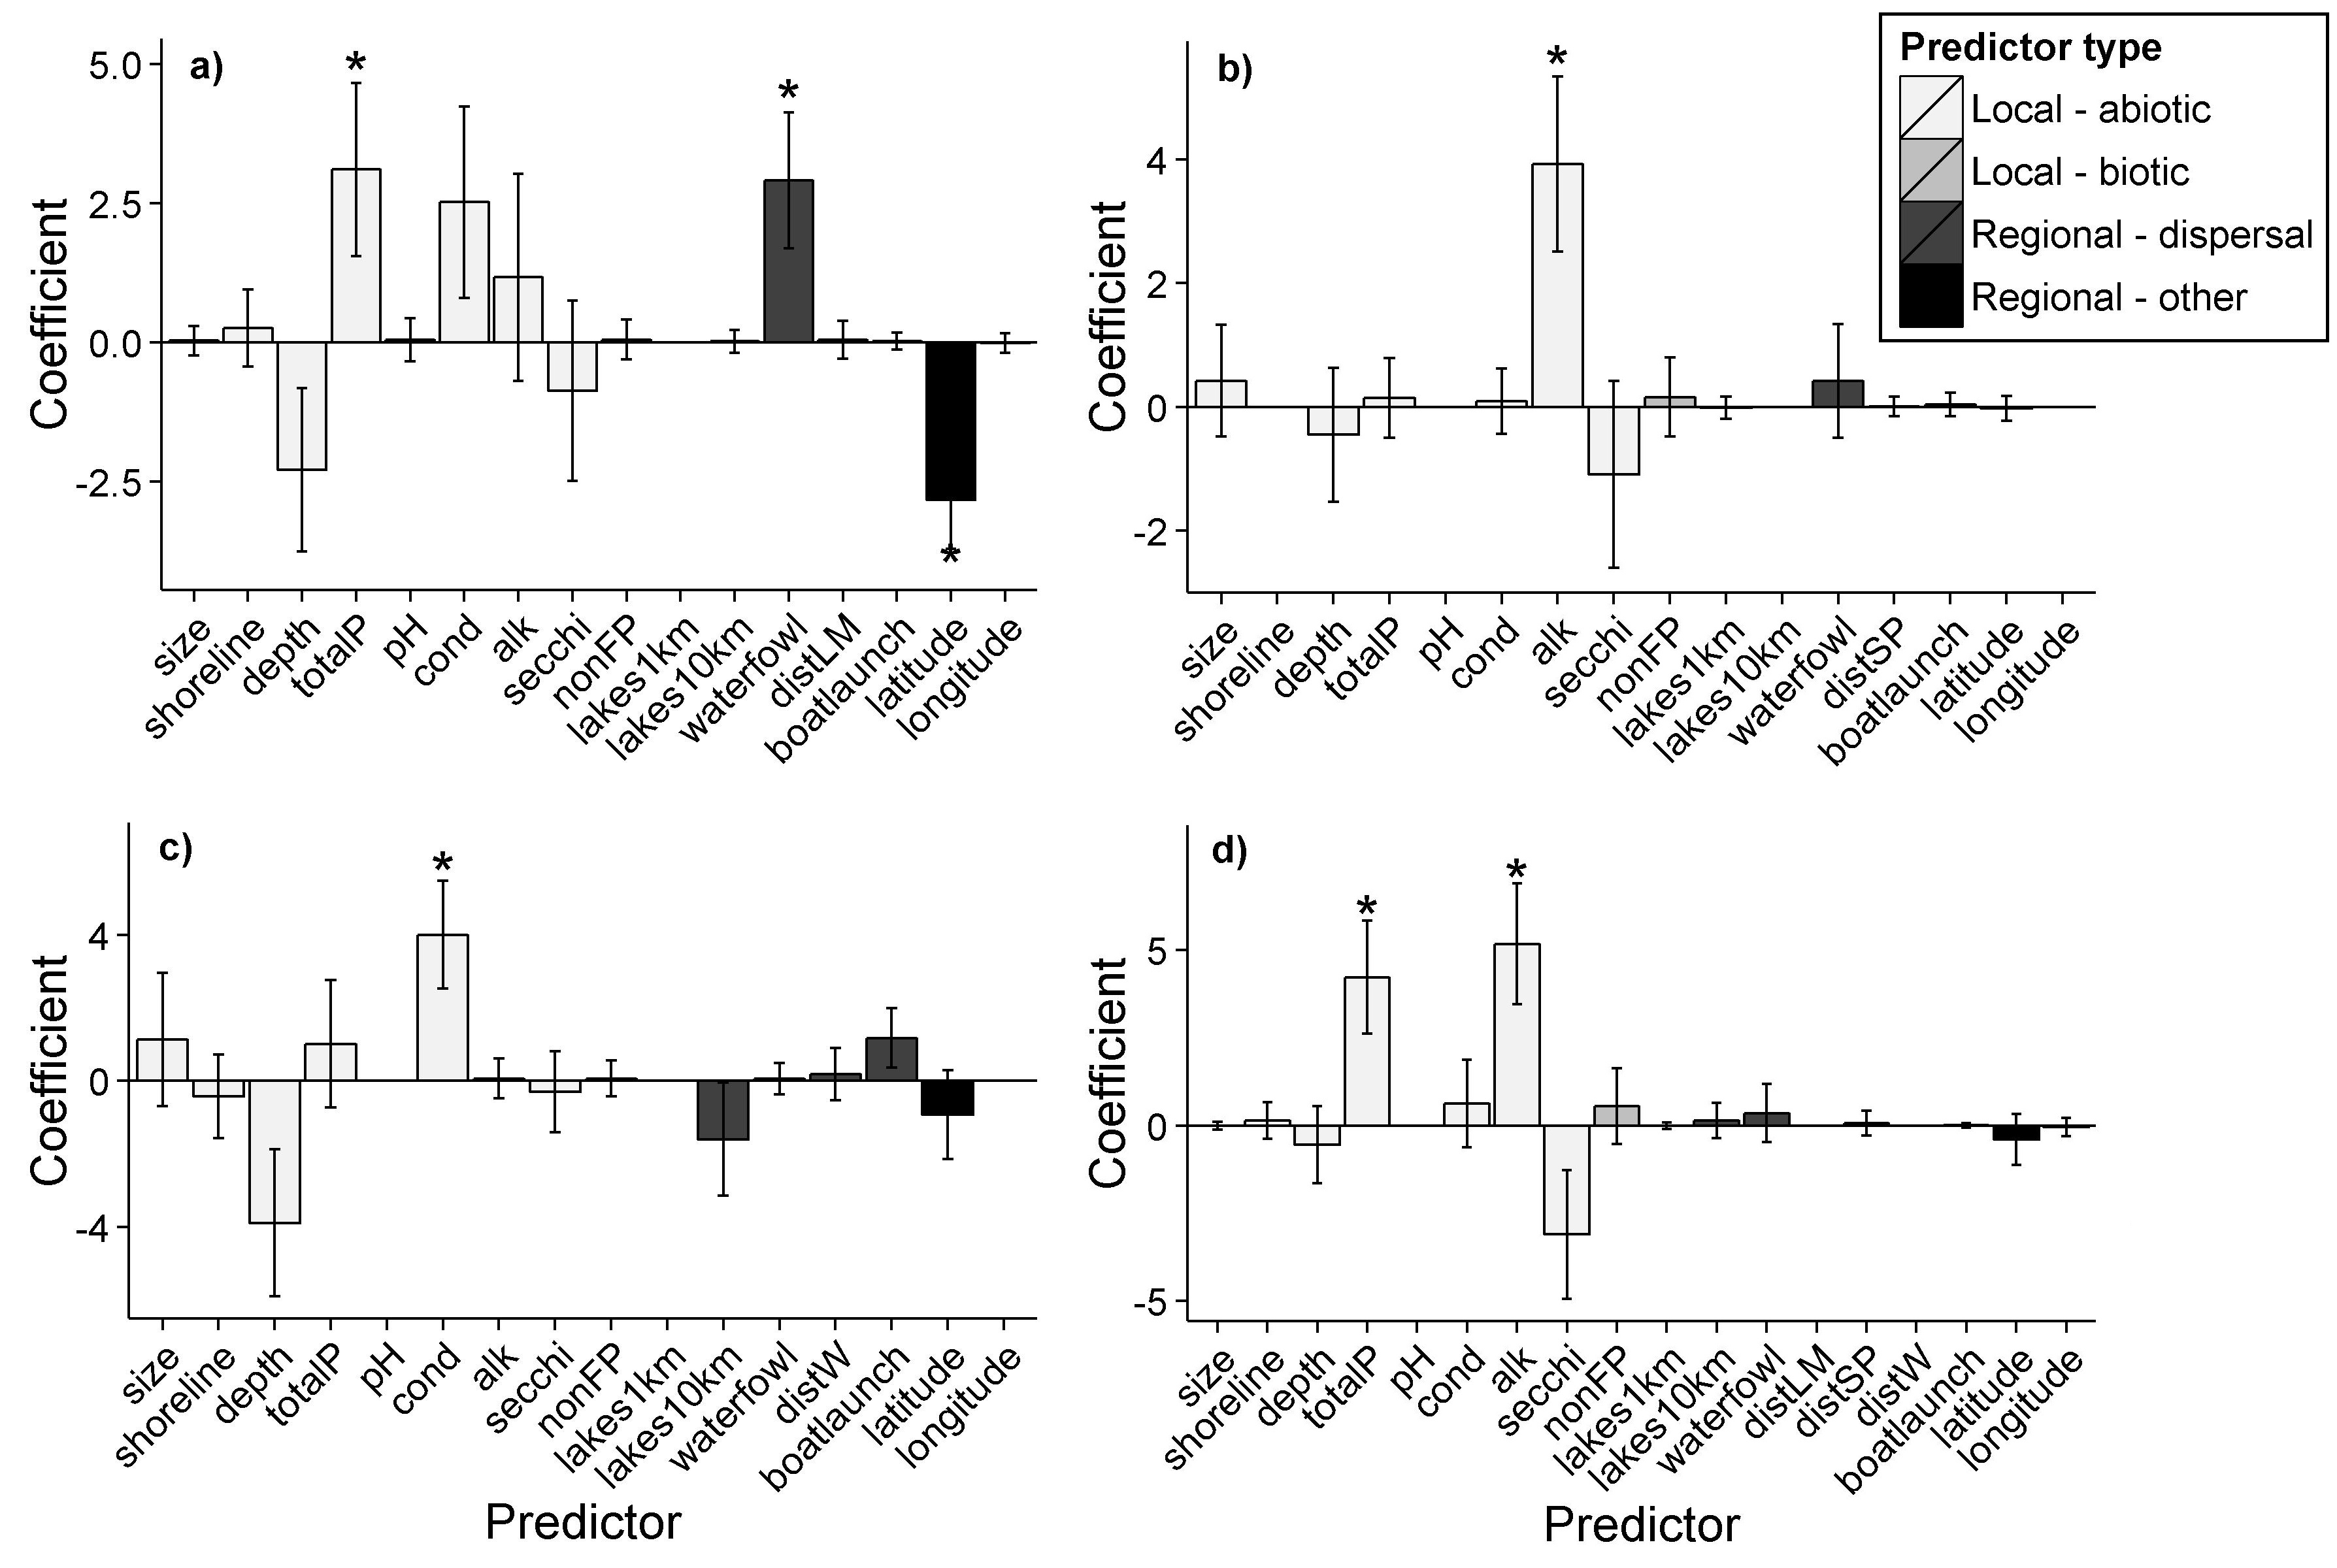 a)
Coefficient
5.0
2.5
0.0
-2.5
*
*
*
size
shoreline
depth
totalP
pH
cond
alk
secchi
nonFP
lakes1km
lakes10km
waterfowl
distLM
boatlaunch
latitude
longitude
b)
Coefficient
4
2
0
-2
*
size
shoreline
depth
totalP
pH
cond
alk
secchi
nonFP
lakes1km
lakes10km
waterfowl
distSP
boatlaunch
latitude
longitude
Predictor type
Local - abiotic
Local - biotic
Regional - dispersal
Regional - other
c)
Coefficient
4
0
-4
*
size
shoreline
depth
totalP
pH
cond
alk
secchi
nonFP
lakes1km
lakes10km
waterfowl
distW
boatlaunch
latitude
longitude
Predictor
d)
Coefficient
5
0
-5
*
*
size
shoreline
depth
totalP
pH
cond
alk
secchi
nonFP
lakes1km
lakes10km
waterfowl
distLM
distSP
distW
boatlaunch
latitude
longitude
Predictor